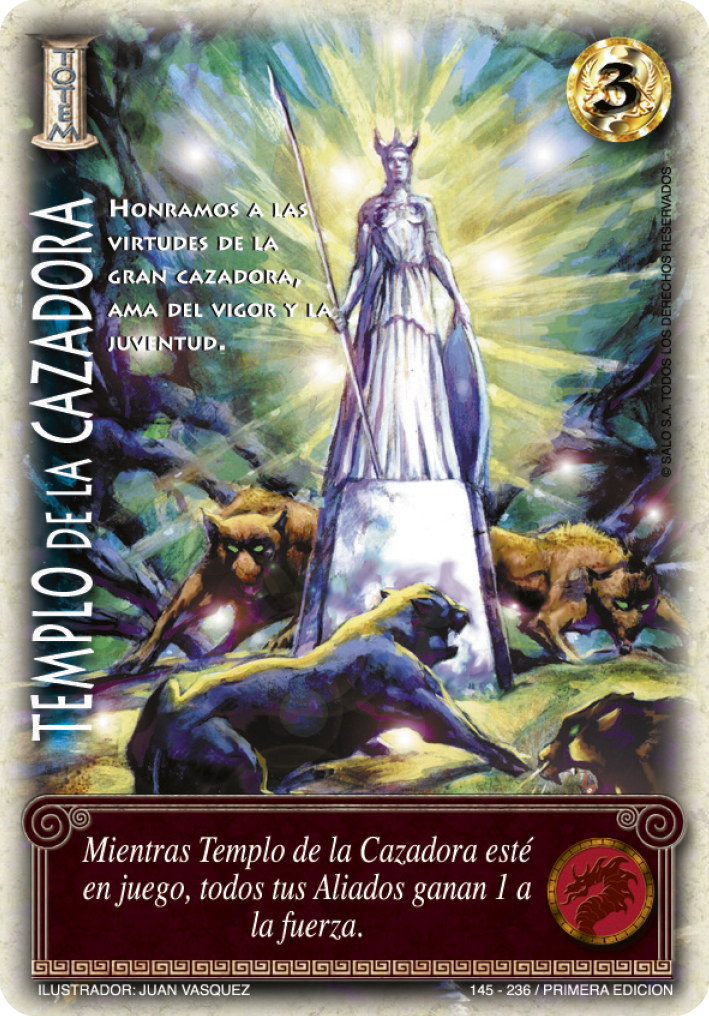 TOTEM
3
TEMPLO DE LA CAZADORA
HONRAMOS A LAS
VIRTUDES DE LA
GRAN CAZADORA,
AMA DEL VIGOR Y LA
JUVENTUD.
© SALO S.A. TODOS LOS DERECHOS RESERVADOS
Mientras Templo de la Cazadora esté
en juego, todos tus Aliados ganan 1 a
la fuerza.
ILUSTRADOR: JUAN VASQUEZ
145 - 236 / PRIMERA EDICION